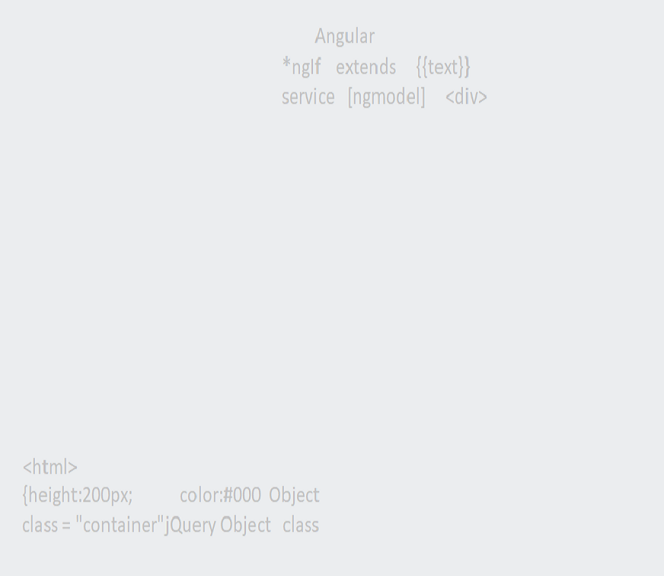 Angular
*ngIf extends {{text}}
service [ngmodel] <div>
<html>
{height:200px; color:#000 Object
class = "container"jQuery Object class